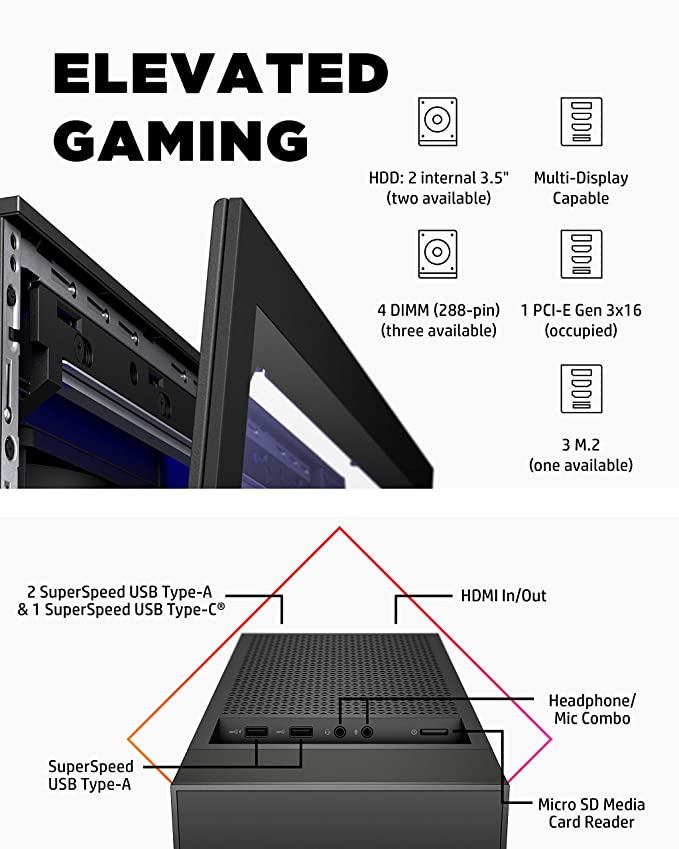 ELEVATED
GAMING
HDD: 2 internal 3.5"
(two available)
Multi-Display
Capable
4 DIMM (288-pin)
(three available)
1 PCI-E Gen 3x16
(occupied)
3 M.2
(one available)
2 SuperSpeed USB Type-A
& 1 SuperSpeed USB Type-C®
HDMI In/Out
Headphone/
Mic Combo
SuperSpeed
USB Type-A
Micro SD Media
Card Reader